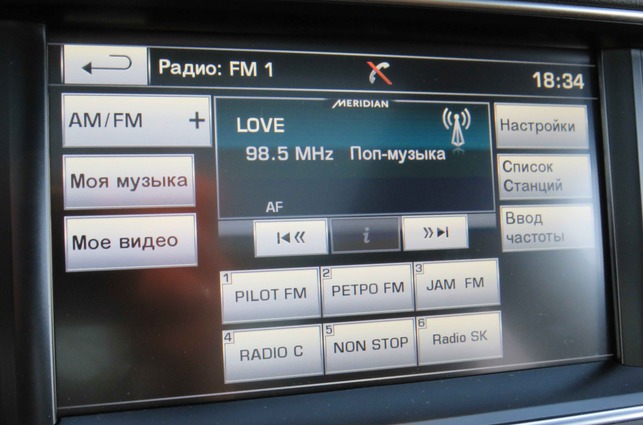 Радио: FM 1
18:34
AM/FM +
Моя музыка
Мое видео
MERIDIAN
LOVE
98.5 MHz Поп-музыка
AF
i
Настройки
Список
Станций
Ввод
частоты
1 PILOT FM
2 РЕТРО FM
3 JAM FM
4 RADIO C
5 NON STOP
6 Radio SK